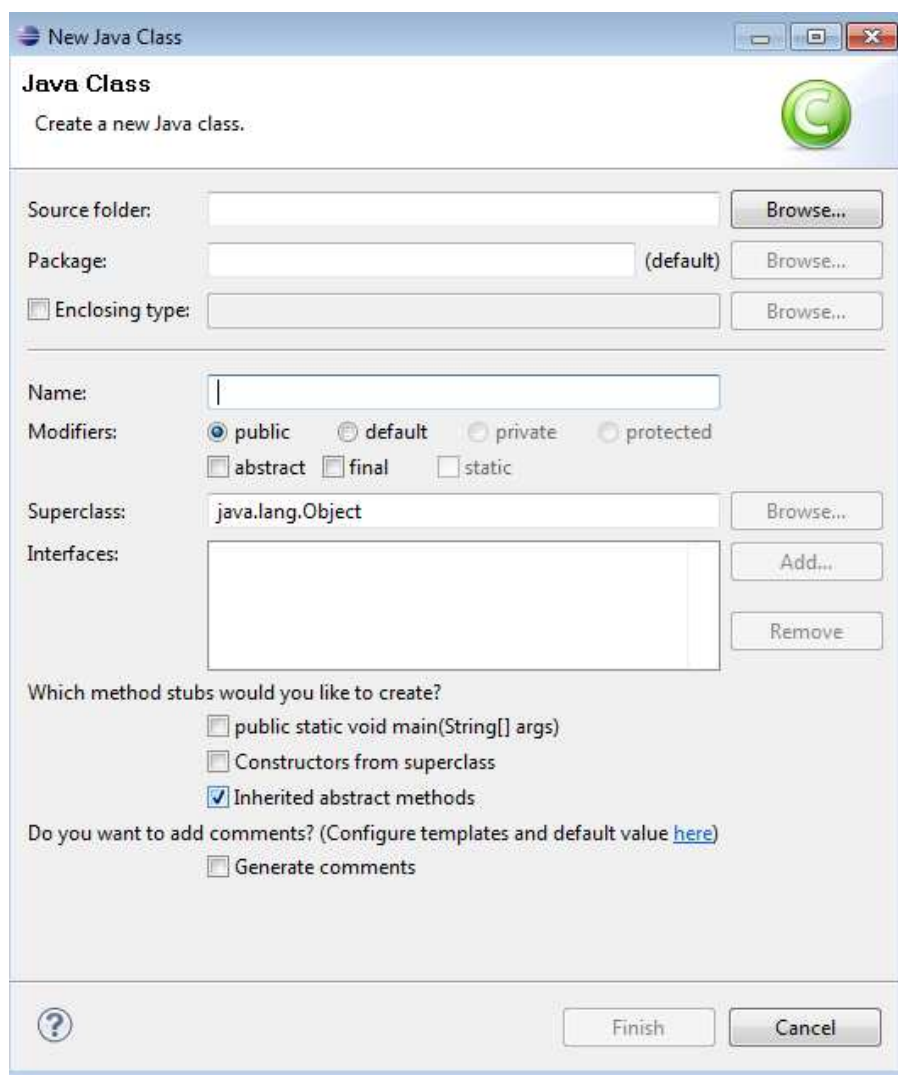 New Java Class
Java Class
Create a new Java class.
Source folder: Browse...
Package: (default) Browse...
Enclosing type: Browse...
Name:
Modifiers: public default private protected
abstract final static
Superclass: java.lang.Object Browse...
Interfaces: Add...
Remove
Which method stubs would you like to create?
public static void main(String[] args)
Constructors from superclass
Inherited abstract methods
Do you want to add comments? (Configure templates and default value here)
Generate comments
? Finish Cancel